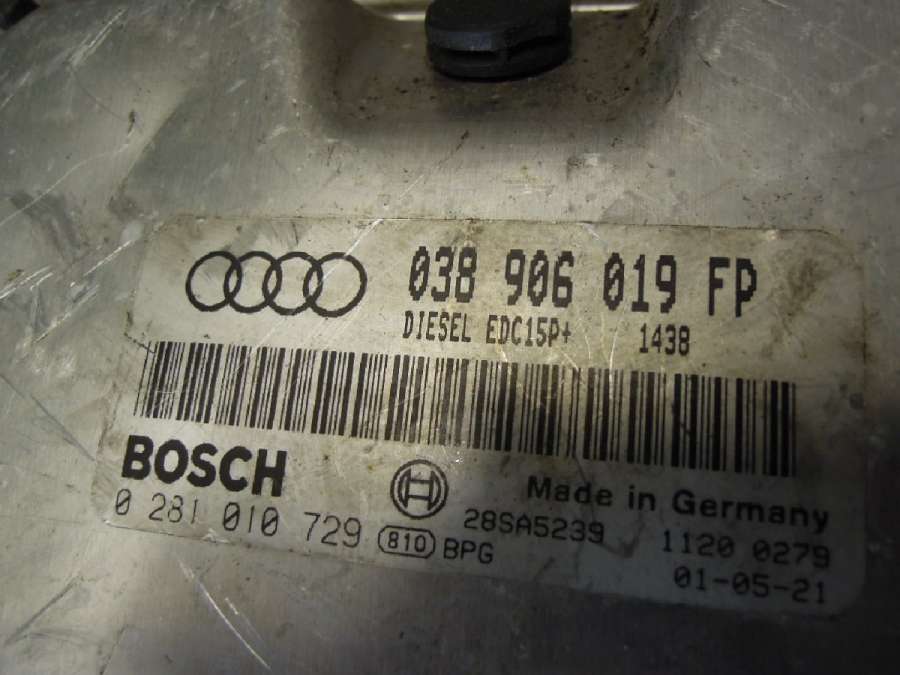 038 906 019 FP
DIESEL EDC15P+ 1438
BOSCH
Made in Germany
0 281 010 729
810
BPG
28SA5239
1120 0279
01-05-21